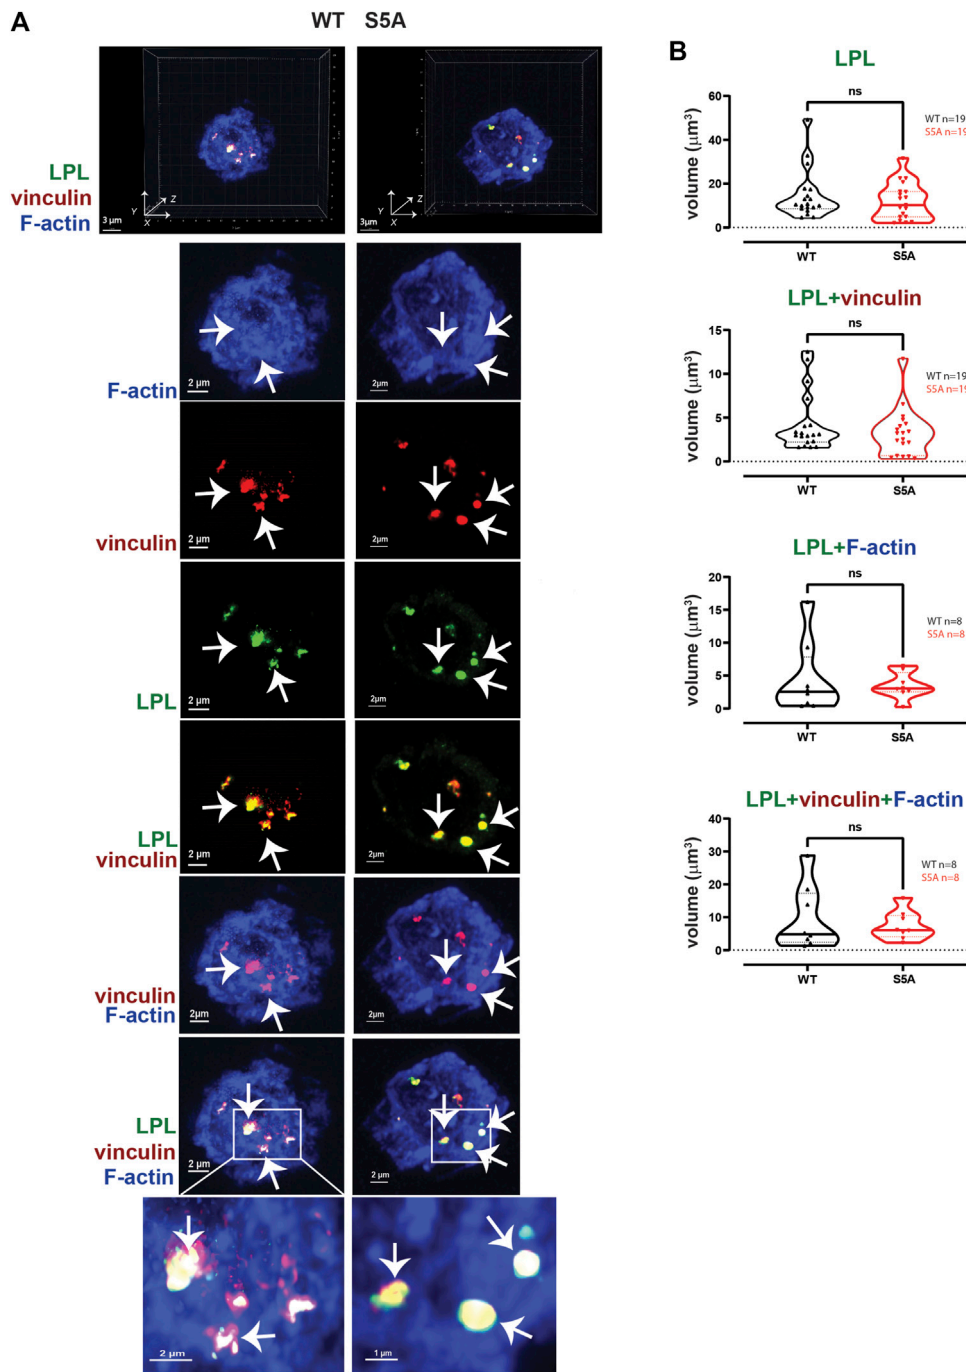 A
WT S5A
LPL
vinculin
F-actin
Y
Z
X
3 µm
Y
Z
X
3µm
F-actin
2 µm
2µm
vinculin
2 µm
2µm
LPL
2 µm
2µm
LPL
vinculin
2 µm
2µm
vinculin
F-actin
2µm
2µm
LPL
vinculin
F-actin
2 µm
2 µm
2 µm
1 µm
B
LPL
ns
WT n=19
S5A n=19
volume (µm³)
60
40
20
0
WT
S5A
LPL+vinculin
ns
WT n=19
S5A n=19
volume (µm³)
15
10
5
0
WT
S5A
LPL+F-actin
ns
WT n=8
S5A n=8
volume (µm³)
20
15
10
5
0
WT
S5A
LPL+vinculin+F-actin
ns
WT n=8
S5A n=8
volume (µm³)
40
30
20
10
0
WT
S5A